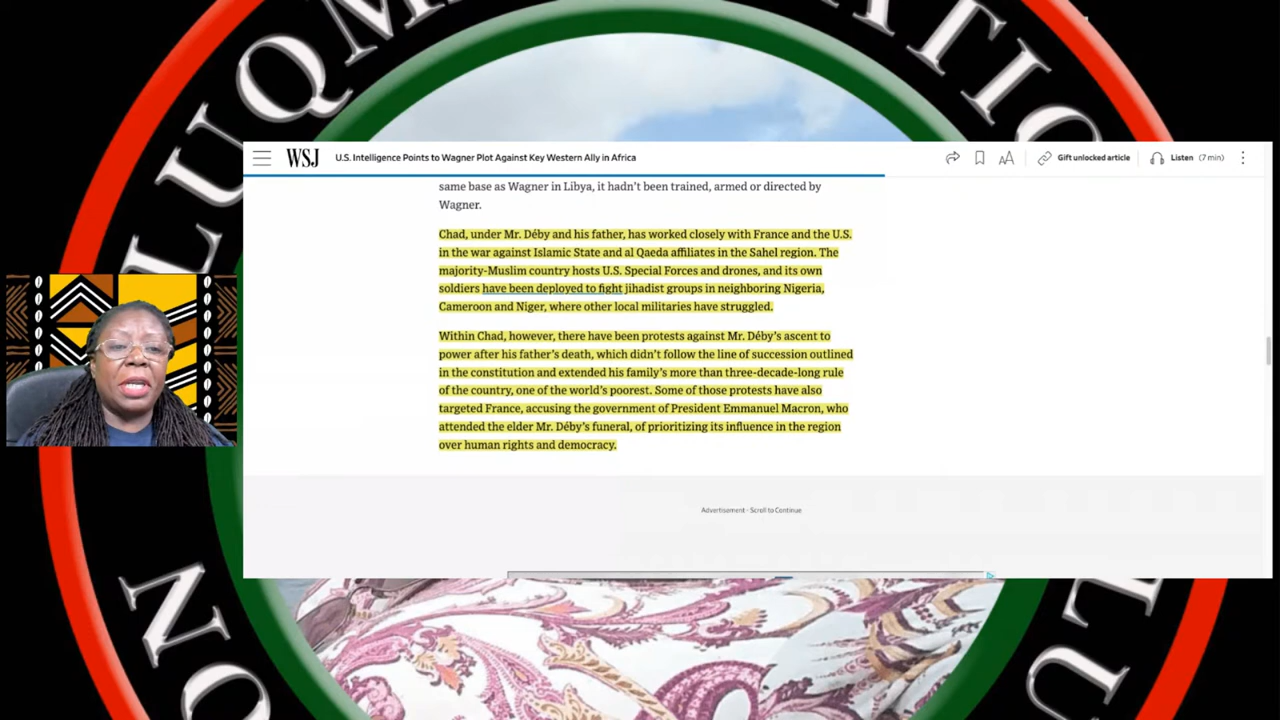 LUQM
ATIO
WSJ U.S. Intelligence Points to Wagner Plot Against Key Western Ally in Africa
Gift unlocked article
Listen (7 min)
same base as Wagner in Libya, it hadn't been trained, armed or directed by
Wagner.
Chad, under Mr. Déby and his father, has worked closely with France and the U.S.
in the war against Islamic State and al Qaeda affiliates in the Sahel region. The
majority-Muslim country hosts U.S. Special Forces and drones, and its own
soldiers have been deployed to fight jihadist groups in neighboring Nigeria,
Cameroon and Niger, where other local militaries have struggled.
Within Chad, however, there have been protests against Mr. Déby's ascent to
power after his father's death, which didn't follow the line of succession outlined
in the constitution and extended his family's more than three-decade-long rule
of the country, one of the world's poorest. Some of those protests have also
targeted France, accusing the government of President Emmanuel Macron, who
attended the elder Mr. Déby's funeral, of prioritizing its influence in the region
over human rights and democracy.
Advertisement - Scroll to Continue